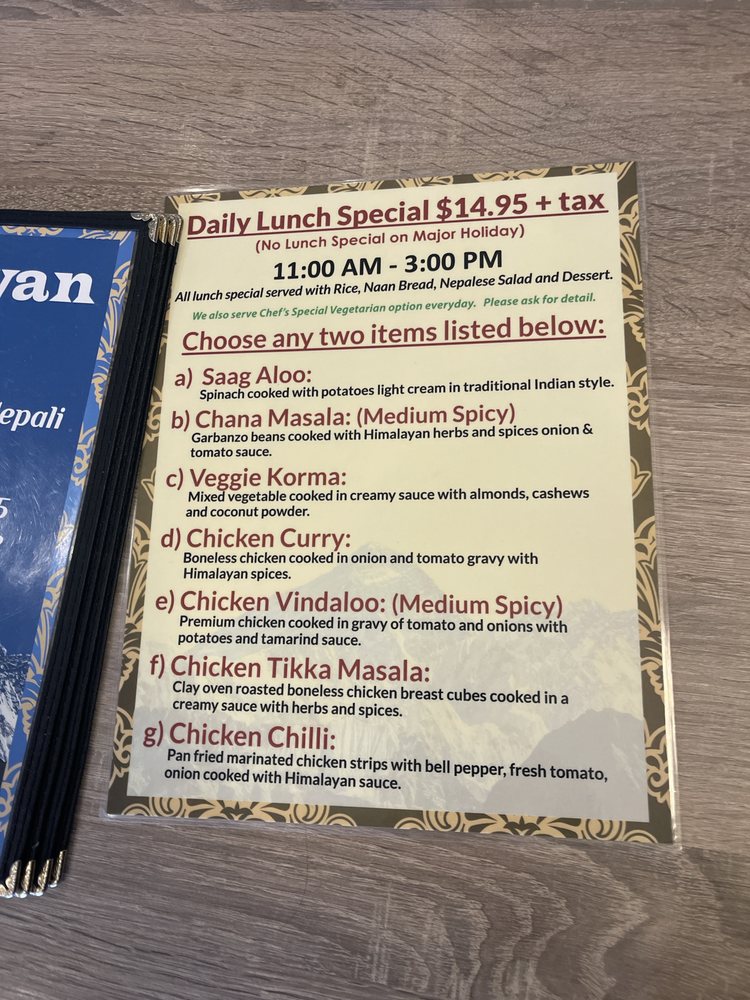 yan
epali
5
Daily Lunch Special $14.95 + tax
(No Lunch Special on Major Holiday)
11:00 AM - 3:00 PM
All lunch special served with Rice, Naan Bread, Nepalese Salad and Dessert.
We also serve Chef's Special Vegetarian option everyday. Please ask for detail.
Choose any two items listed below:
a) Saag Aloo:
Spinach cooked with potatoes light cream in traditional Indian style.
b) Chana Masala: (Medium Spicy)
Garbanzo beans cooked with Himalayan herbs and spices onion &
tomato sauce.
c) Veggie Korma:
Mixed vegetable cooked in creamy sauce with almonds, cashews
and coconut powder.
d) Chicken Curry:
Boneless chicken cooked in onion and tomato gravy with
Himalayan spices.
e) Chicken Vindaloo: (Medium Spicy)
Premium chicken cooked in gravy of tomato and onions with
potatoes and tamarind sauce.
f) Chicken Tikka Masala:
Clay oven roasted boneless chicken breast cubes cooked in a
creamy sauce with herbs and spices.
g) Chicken Chilli:
Pan fried marinated chicken strips with bell pepper, fresh tomato,
onion cooked with Himalayan sauce.